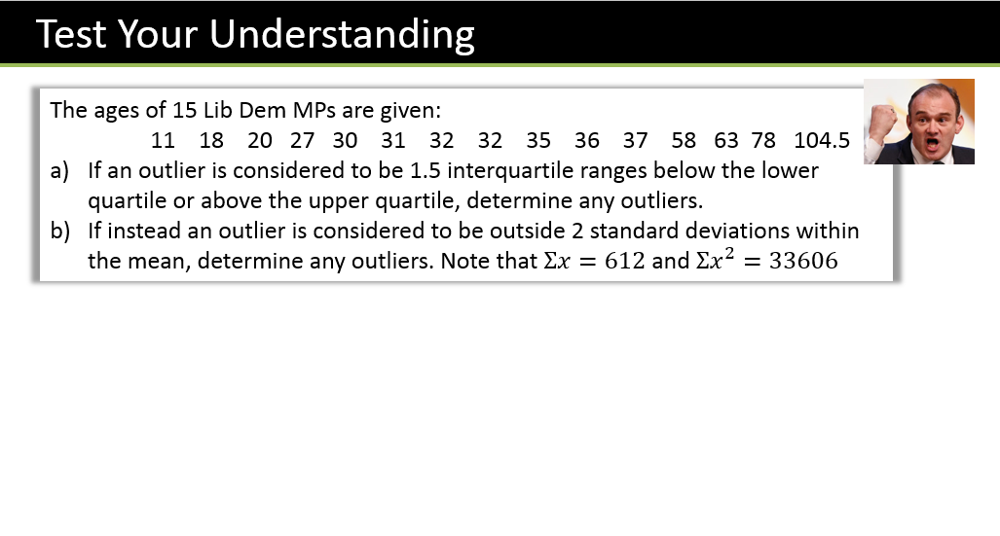 Test Your Understanding
The ages of 15 Lib Dem MPs are given:
11 18 20 27 30 31 32 32 35 36 37 58 63 78 104.5
a) If an outlier is considered to be 1.5 interquartile ranges below the lower
quartile or above the upper quartile, determine any outliers.
b) If instead an outlier is considered to be outside 2 standard deviations within
the mean, determine any outliers. Note that Σx = 612 and Σx² = 33606